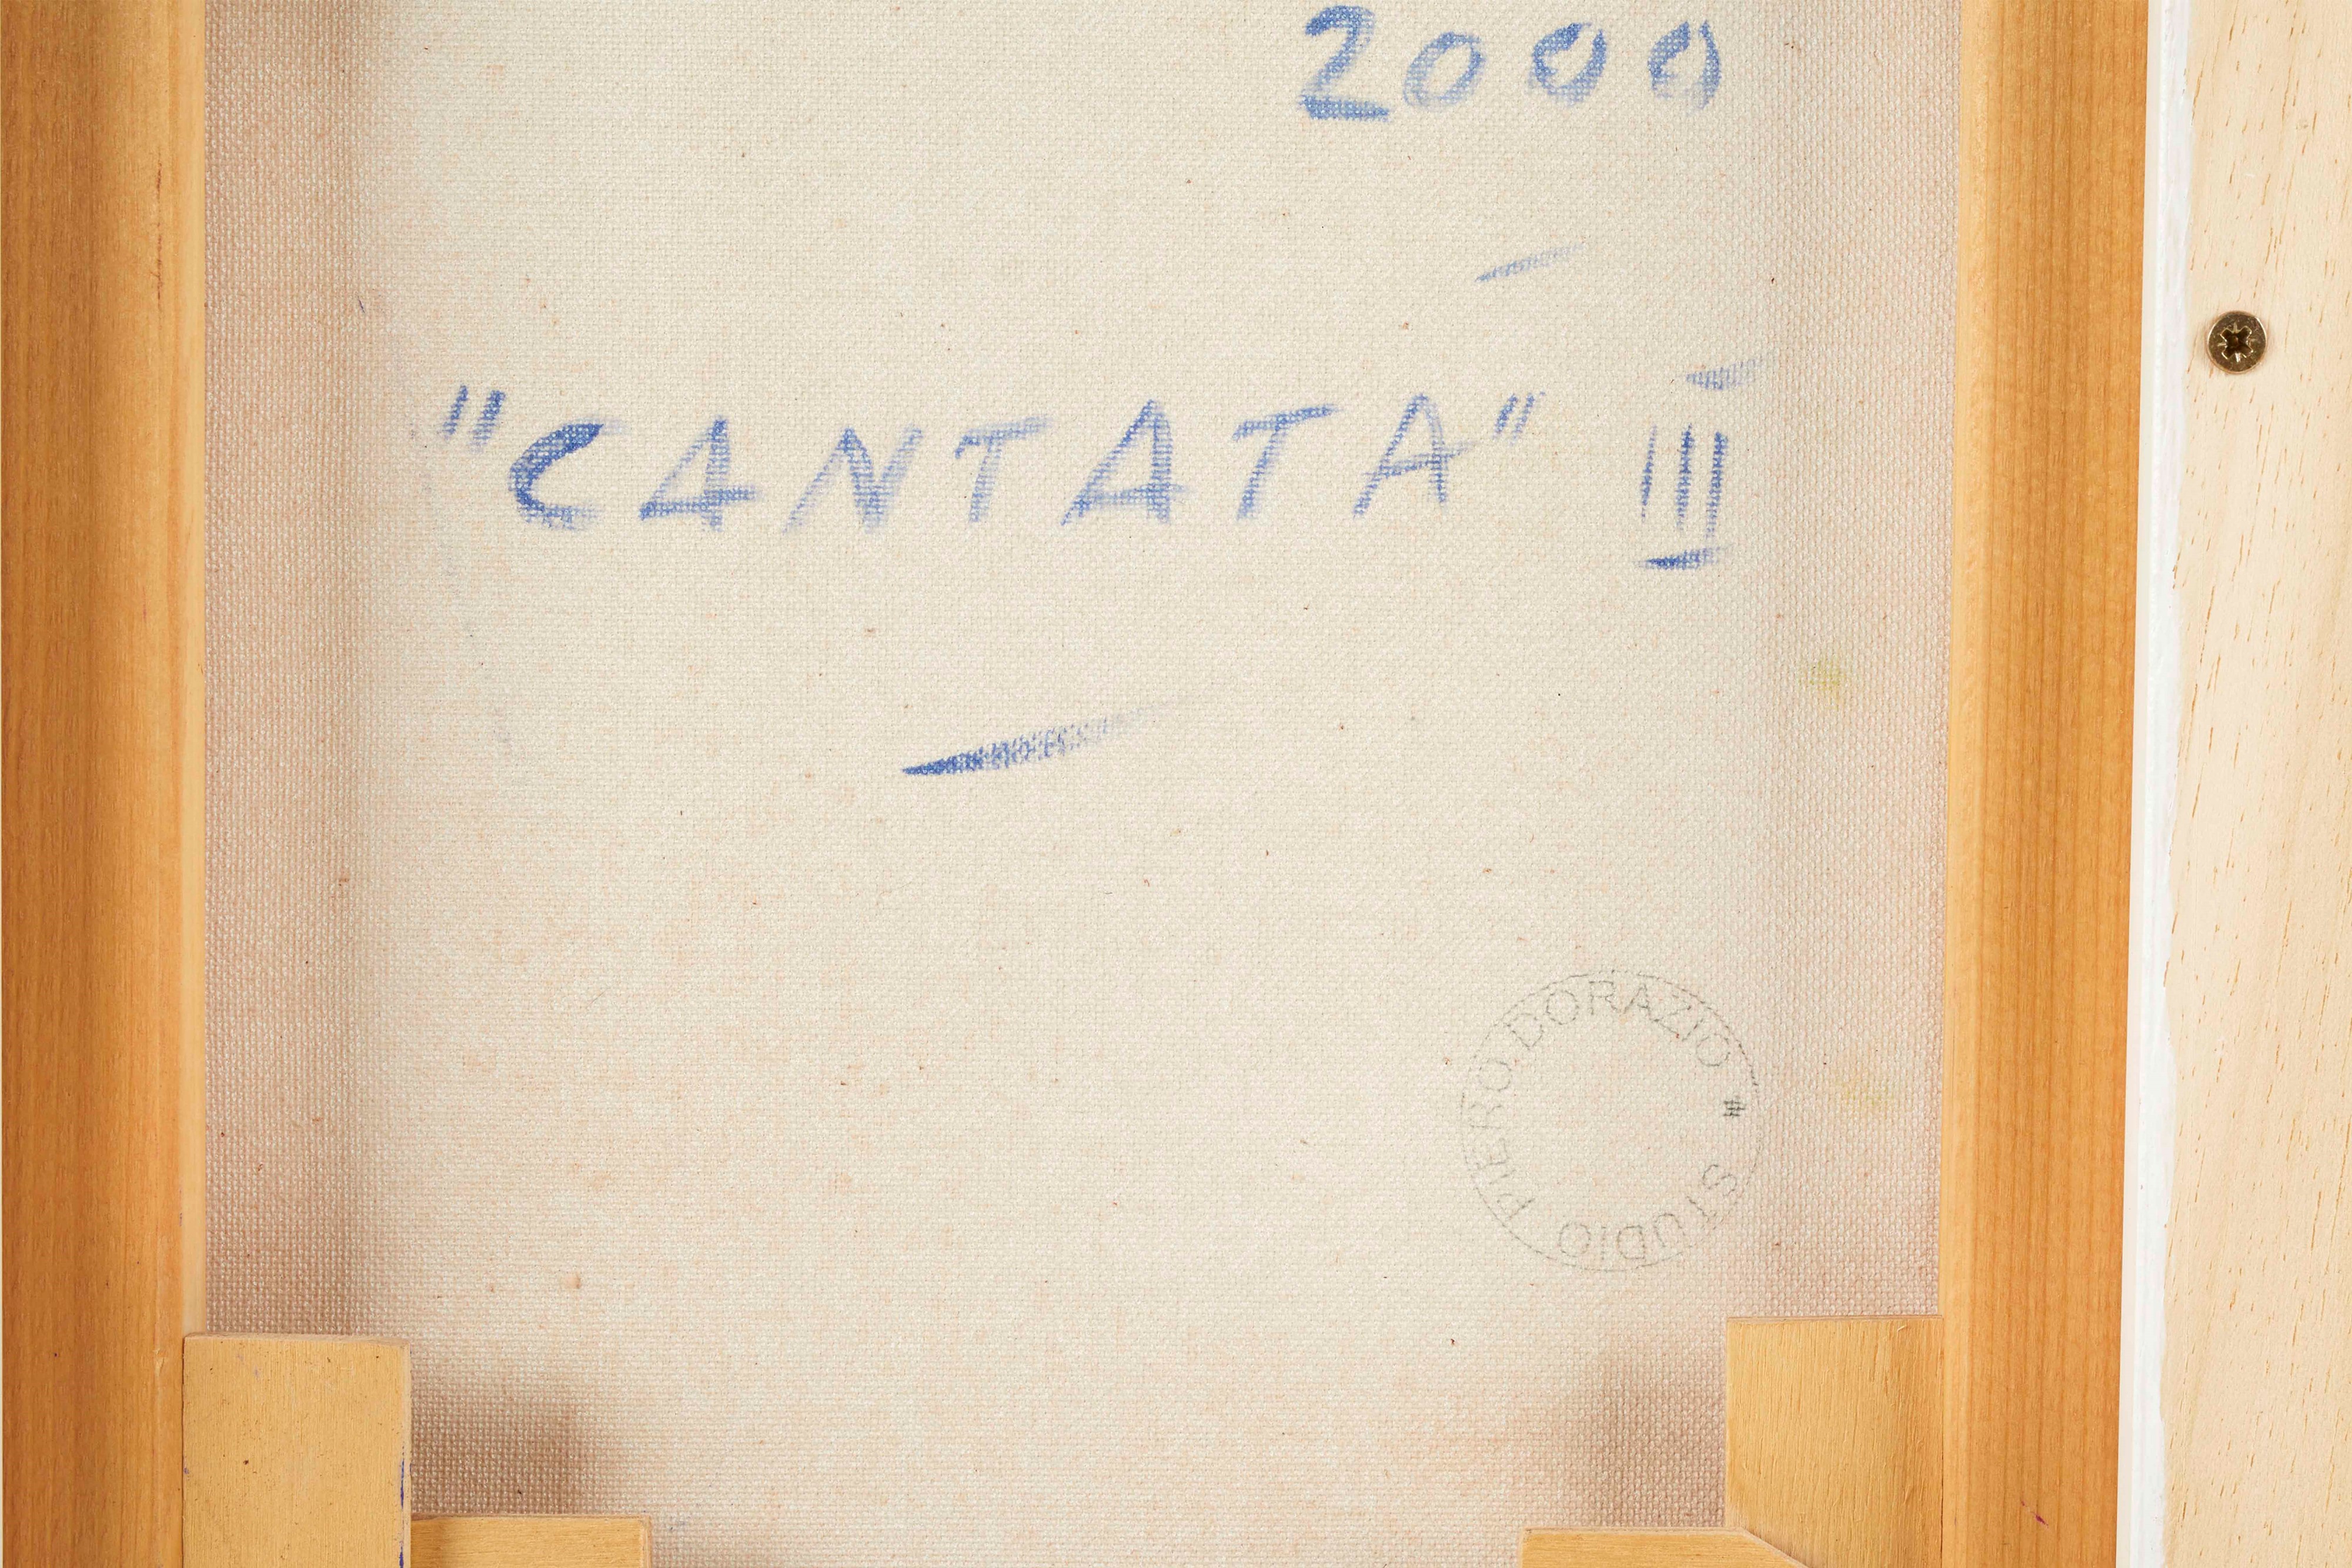 2000
"CANTATA" III
STUDIO PIERO DORAZIO *